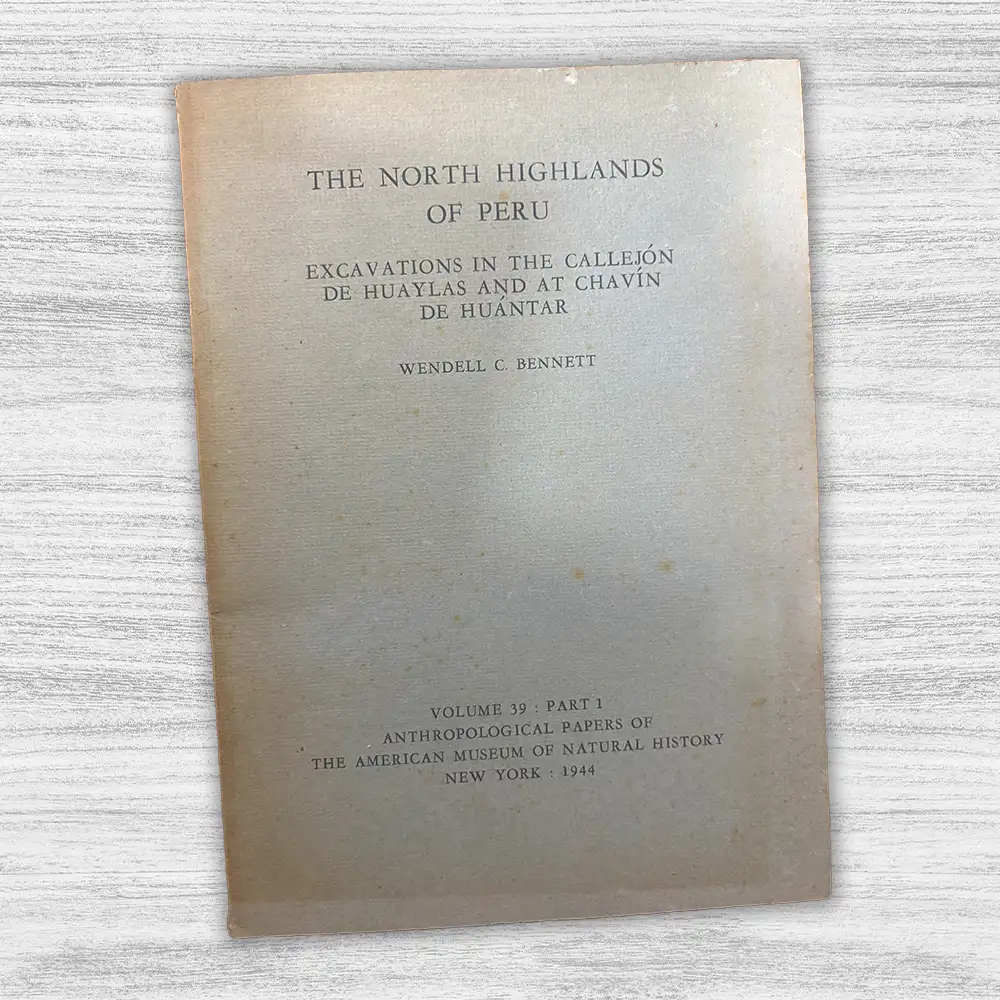 THE NORTH HIGHLANDS
OF PERU
EXCAVATIONS IN THE CALLEJÓN
DE HUAYLAS AND AT CHAVÍN
DE HUÁNTAR
WENDELL C. BENNETT
VOLUME 39 : PART 1
ANTHROPOLOGICAL PAPERS OF
THE AMERICAN MUSEUM OF NATURAL HISTORY
NEW YORK : 1944